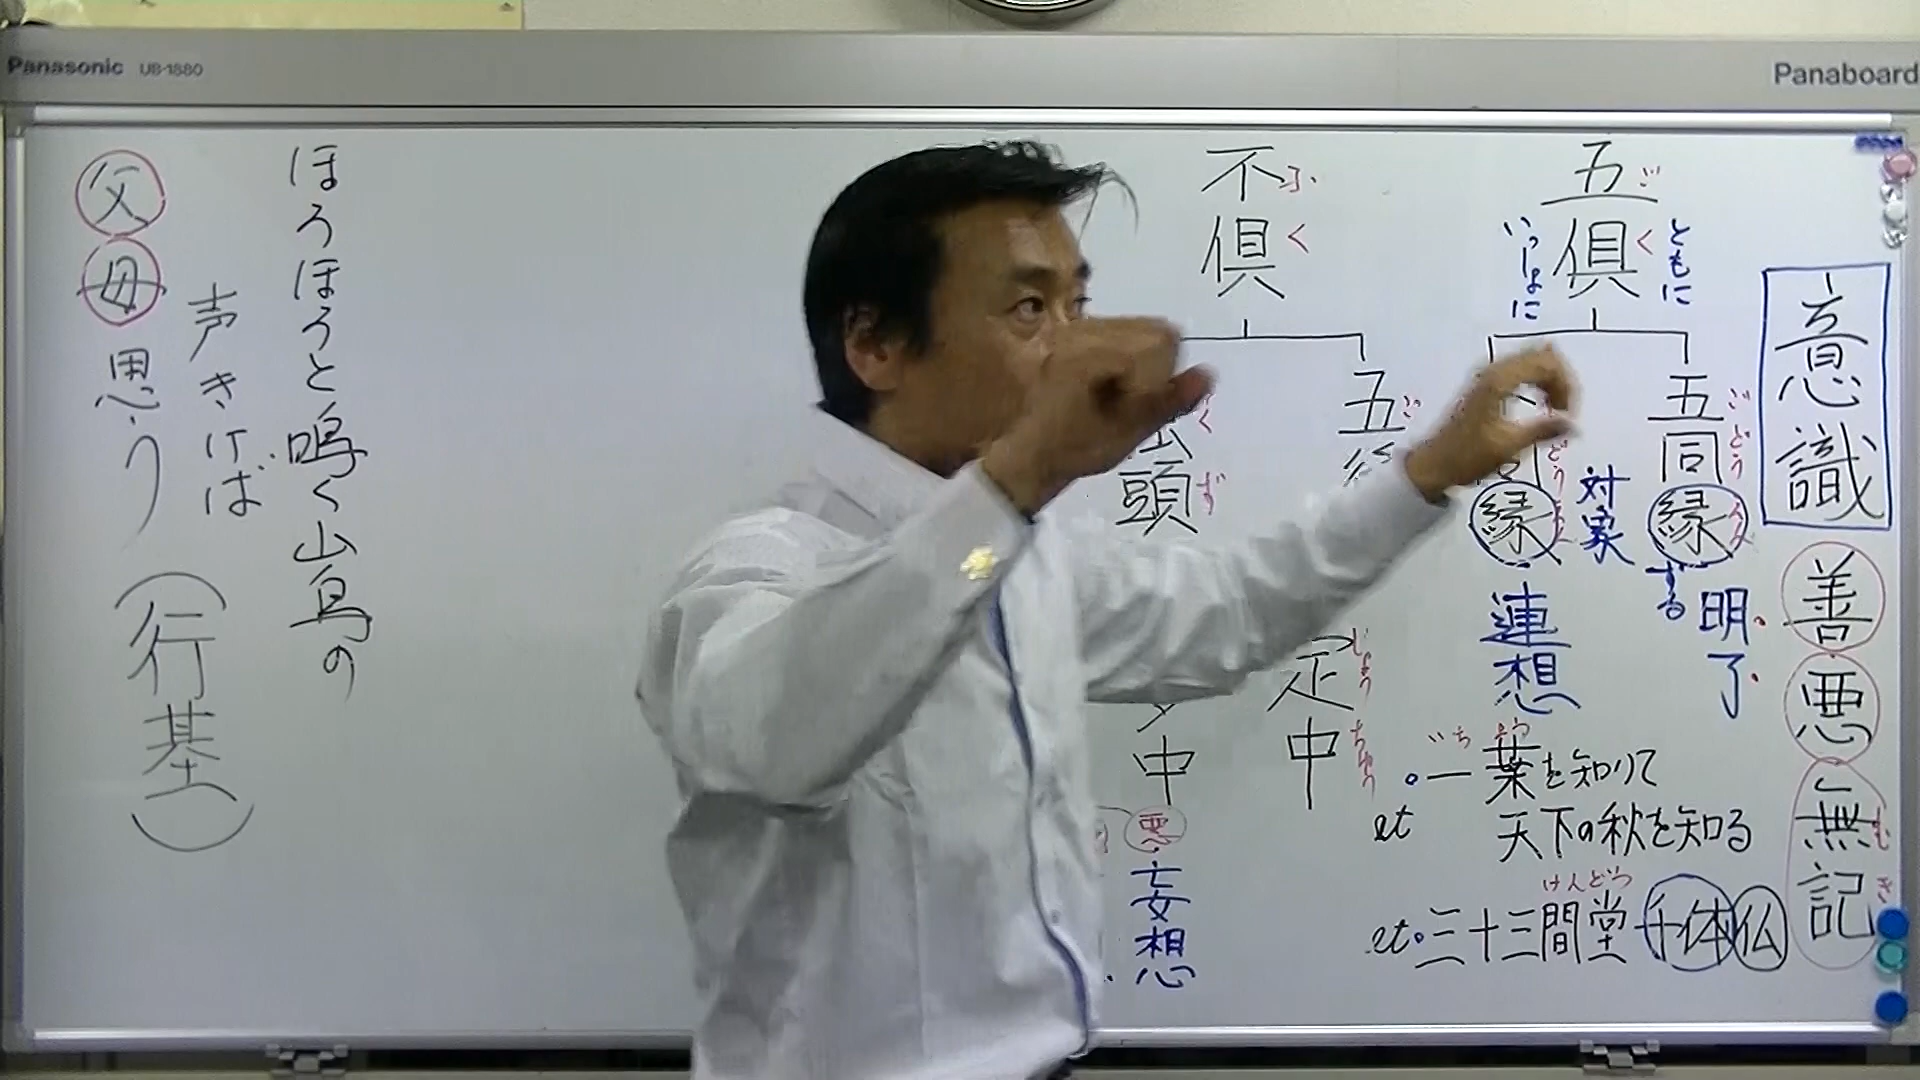 Panasonic UB-1880
Panaboard
意識
善悪無記
むき
五倶
ごく
ともに
いっしょに
五同縁
ごどうえん
ずる
明了
対象
同縁
連想
一葉を知りて
いちよう
天下の秋を知る
et
et 三十三間堂 千体仏
けんどう
不倶
ふく
五後
ご
定中
じょうちゅう
頭
ず
中
悪
妄想
ほろほろと鳴く山鳥の
声きけば
父母思う
(行基)